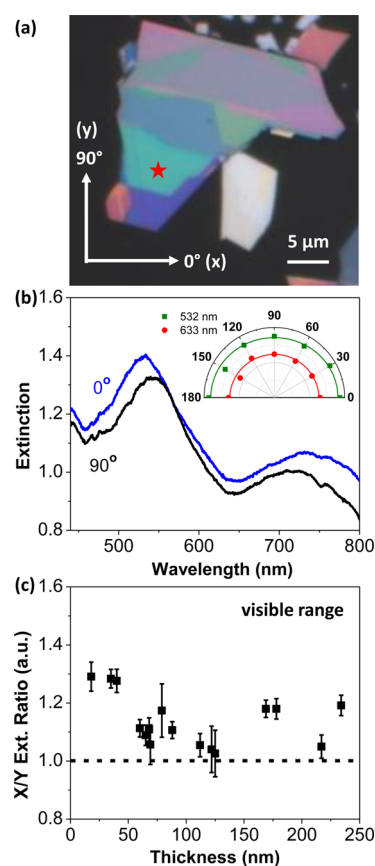 (a)
(y)
90°
0° (x)
5 µm
(b)
1.6
1.4
1.2
1.0
0.8
Extinction
0°
90°
532 nm
633 nm
180
150
120
90
60
30
0
500
600
700
800
Wavelength (nm)
(c)
visible range
1.6
1.4
1.2
1.0
0.8
X/Y Ext. Ratio (a.u.)
0
50
100
150
200
250
Thickness (nm)